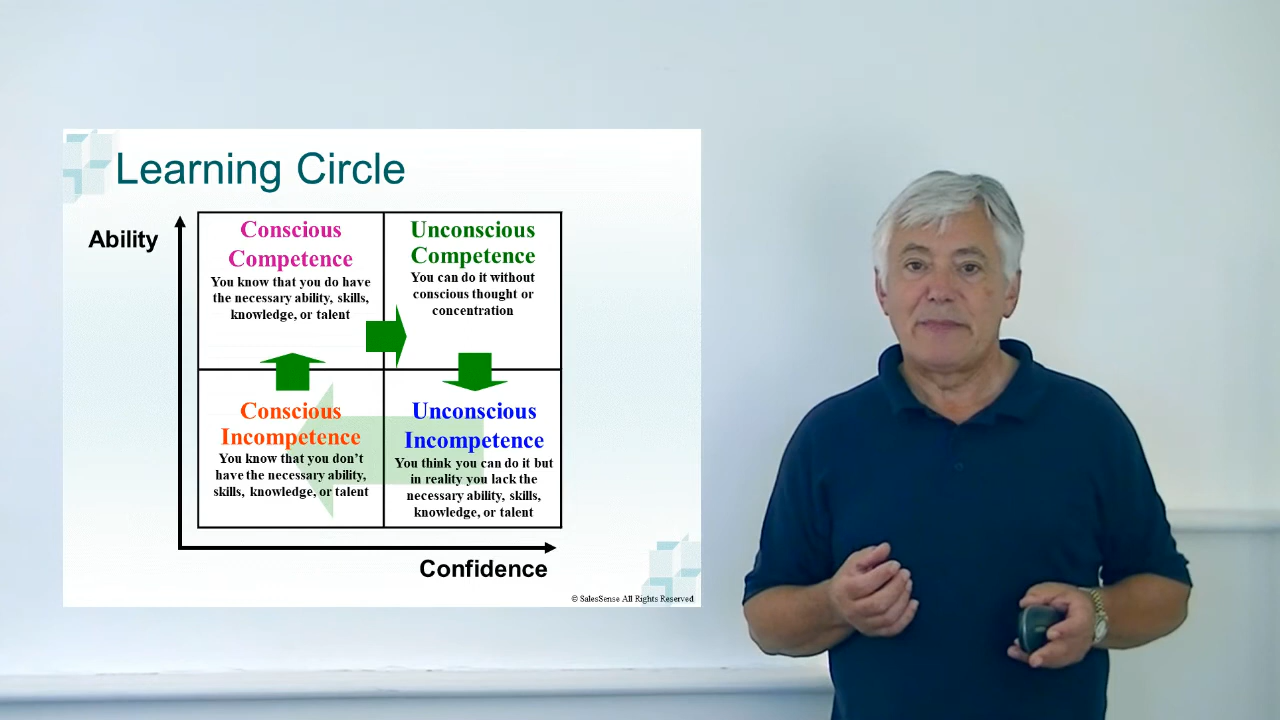 Learning Circle
Ability
Conscious
Competence
You know that you do have
the necessary ability, skills,
knowledge, or talent
Unconscious
Competence
You can do it without
conscious thought or
concentration
Conscious
Incompetence
You know that you don't
have the necessary ability,
skills, knowledge, or talent
Unconscious
Incompetence
You think you can do it but
in reality you lack the
necessary ability, skills,
knowledge, or talent
Confidence
© SalesSense All Rights Reserved